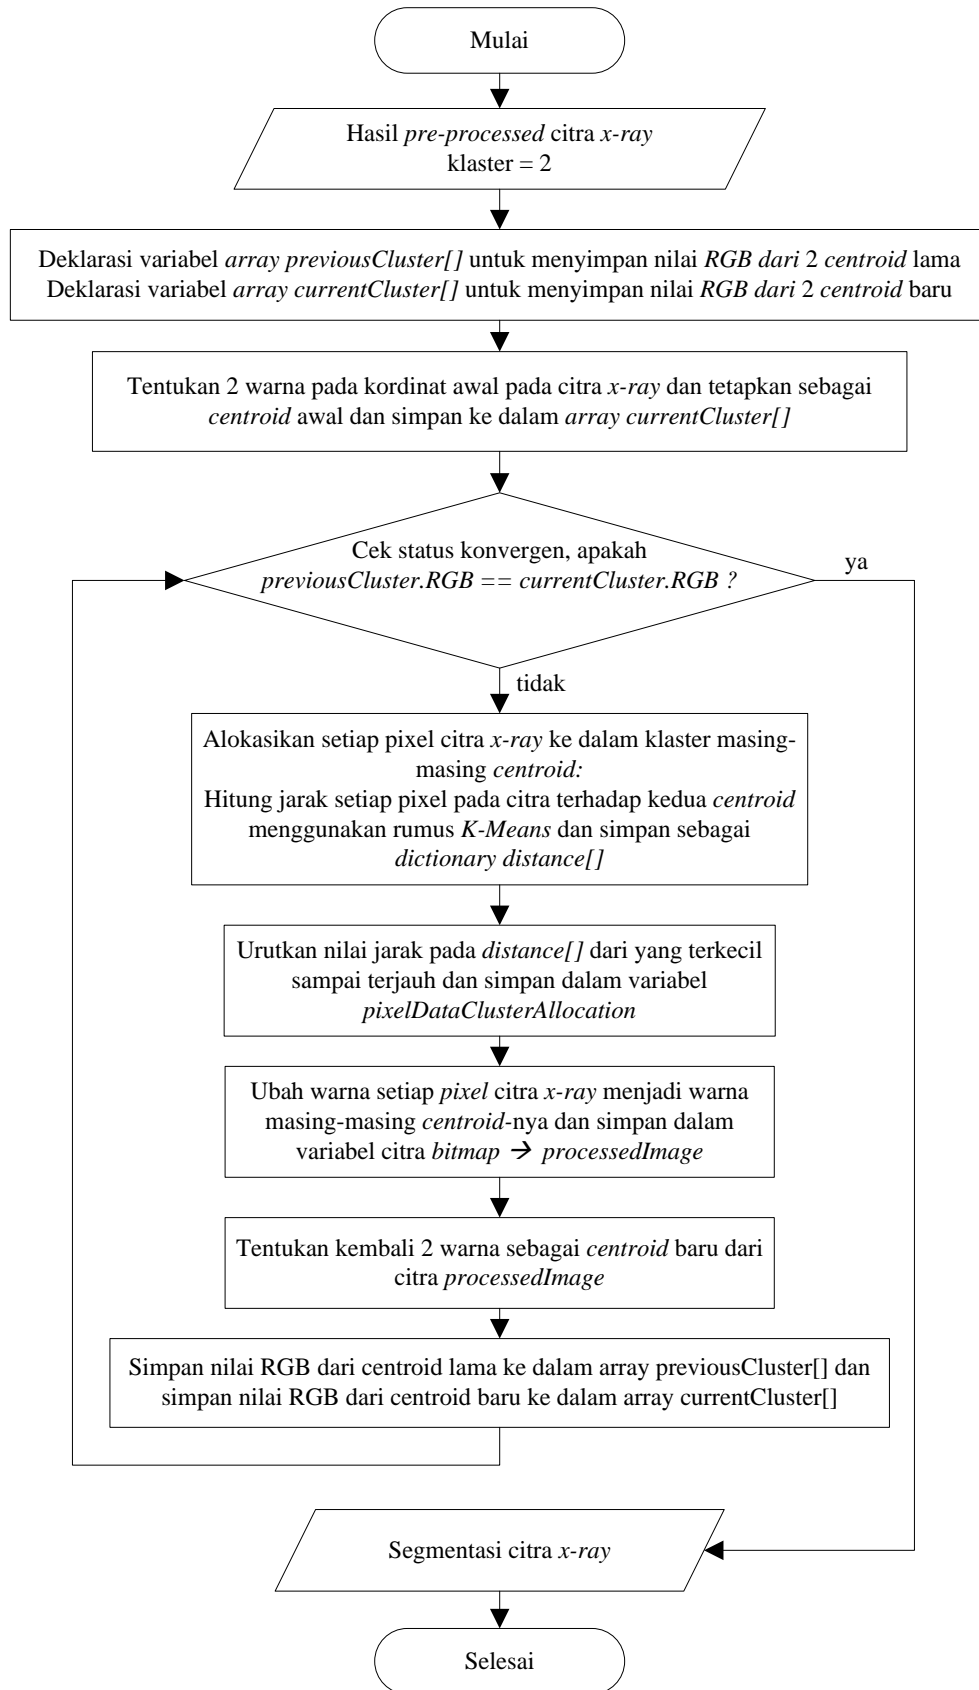 Mulai
Hasil pre-processed citra x-ray
klaster = 2
Deklarasi variabel array previousCluster[] untuk menyimpan nilai RGB dari 2 centroid lama
Deklarasi variabel array currentCluster[] untuk menyimpan nilai RGB dari 2 centroid baru
Tentukan 2 warna pada kordinat awal pada citra x-ray dan tetapkan sebagai
centroid awal dan simpan ke dalam array currentCluster[]
Cek status konvergen, apakah
previousCluster.RGB == currentCluster.RGB ?
ya
tidak
Alokasikan setiap pixel citra x-ray ke dalam klaster masing-
masing centroid:
Hitung jarak setiap pixel pada citra terhadap kedua centroid
menggunakan rumus K-Means dan simpan sebagai
dictionary distance[]
Urutkan nilai jarak pada distance[] dari yang terkecil
sampai terjauh dan simpan dalam variabel
pixelDataClusterAllocation
Ubah warna setiap pixel citra x-ray menjadi warna
masing-masing centroid-nya dan simpan dalam
variabel citra bitmap → processedImage
Tentukan kembali 2 warna sebagai centroid baru dari
citra processedImage
Simpan nilai RGB dari centroid lama ke dalam array previousCluster[] dan
simpan nilai RGB dari centroid baru ke dalam array currentCluster[]
Segmentasi citra x-ray
Selesai